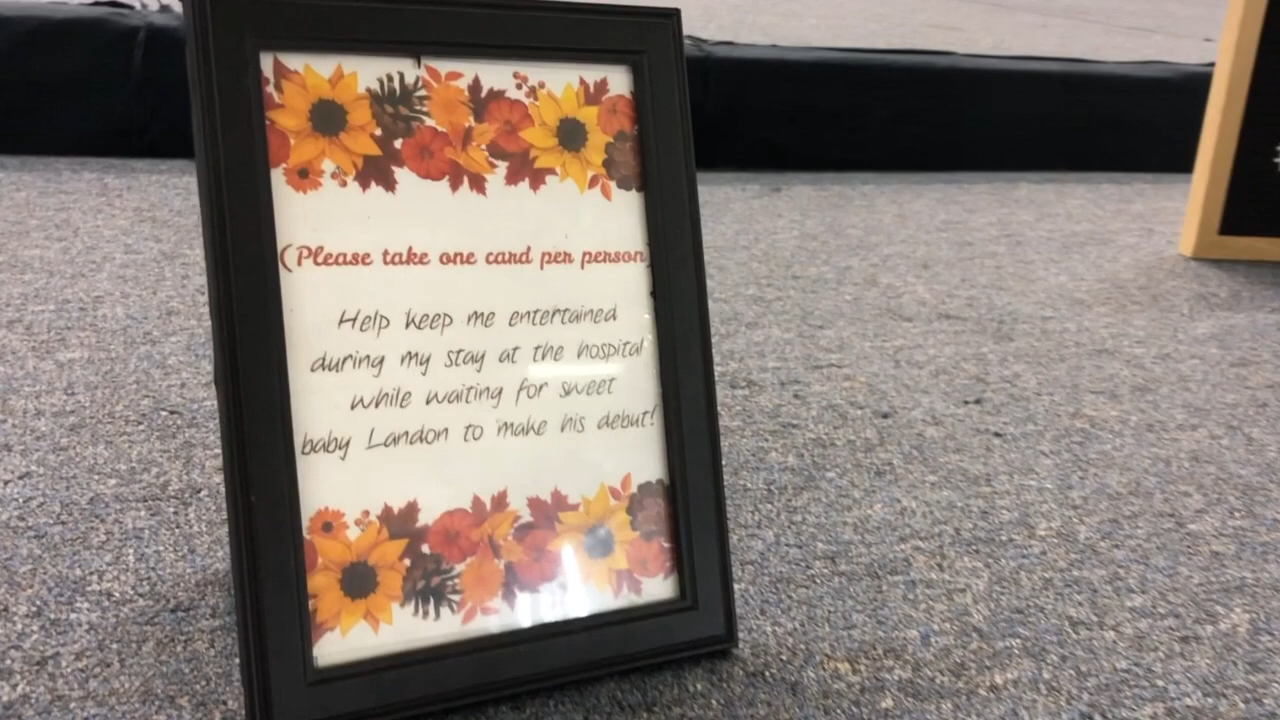 (Please take one card per person)
Help keep me entertained
during my stay at the hospital
while waiting for sweet
baby Landon to make his debut!